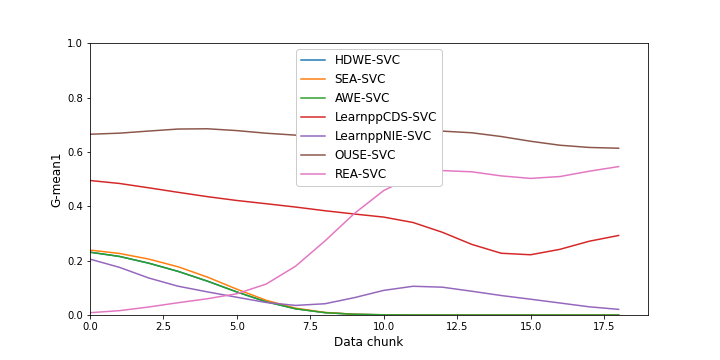 1.0
0.8
0.6
0.4
0.2
0.0
G-mean1
HDWE-SVC
SEA-SVC
AWE-SVC
LearnppCDS-SVC
LearnppNIE-SVC
OUSE-SVC
REA-SVC
0.0 2.5 5.0 7.5 10.0 12.5 15.0 17.5
Data chunk